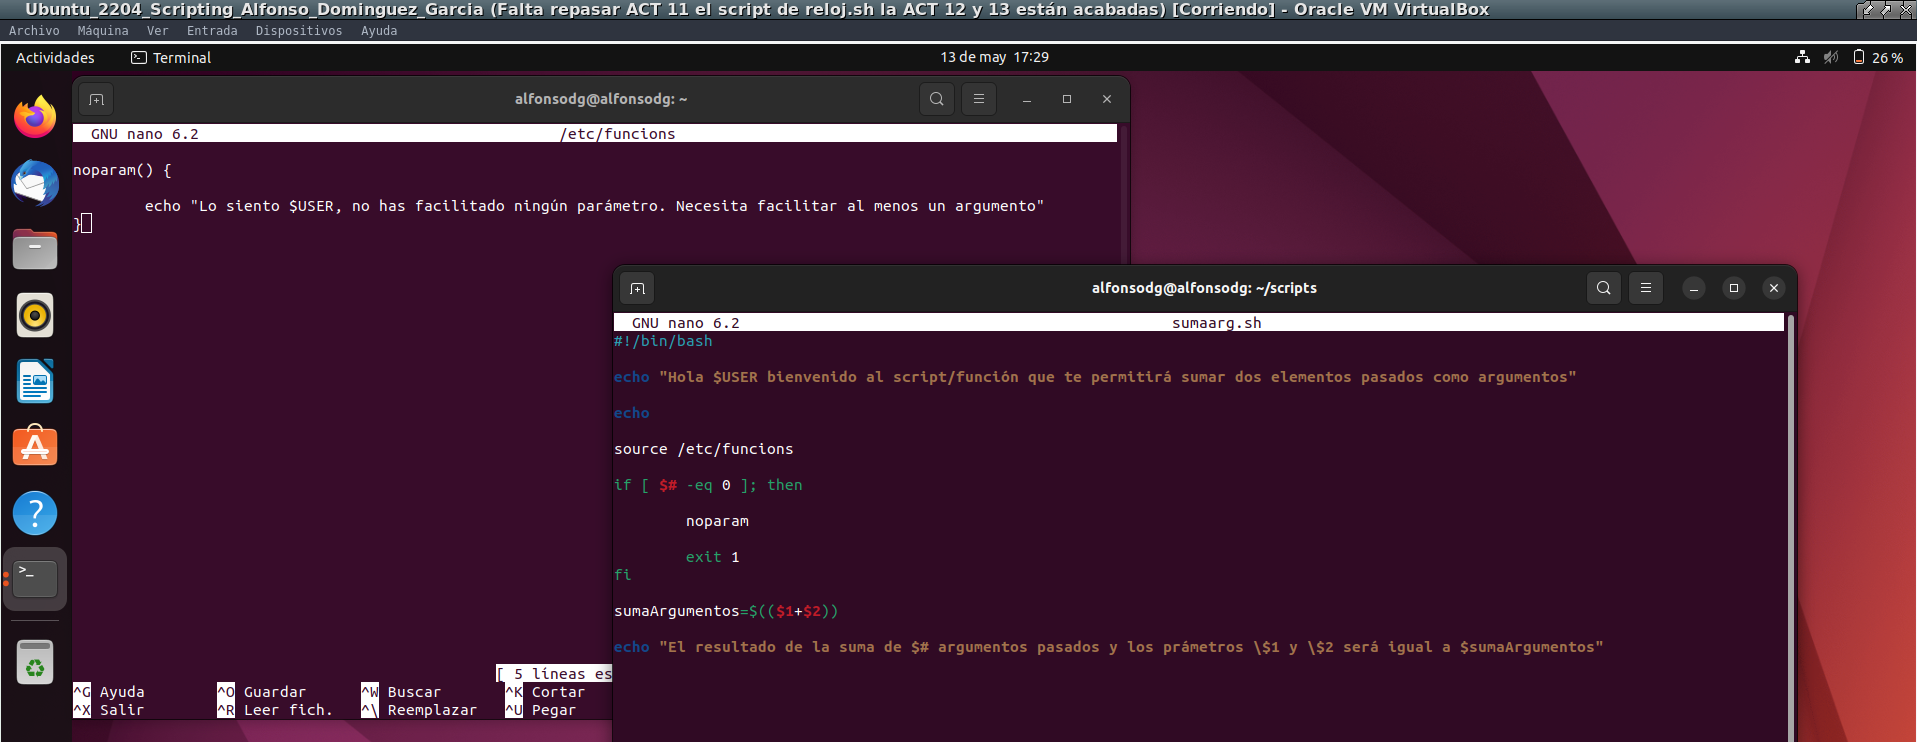 Ubuntu_2204_Scripting_Alfonso_Dominguez_Garcia (Falta repasar ACT 11 el script de reloj.sh la ACT 12 y 13 están acabadas) [Corriendo] - Oracle VM VirtualBox
Archivo Máquina Ver Entrada Dispositivos Ayuda
Actividades Terminal 13 de may 17:29 26 %
alfonsodg@alfonsodg: ~
GNU nano 6.2 /etc/funcions
noparam() {
echo "Lo siento $USER, no has facilitado ningún parámetro. Necesita facilitar al menos un argumento"
}
[ 5 líneas es
^G Ayuda ^O Guardar ^W Buscar ^K Cortar
^X Salir ^R Leer fich. ^\ Reemplazar ^U Pegar
alfonsodg@alfonsodg: ~/scripts
GNU nano 6.2 sumaarg.sh
#!/bin/bash
echo "Hola $USER bienvenido al script/función que te permitirá sumar dos elementos pasados como argumentos"
echo
source /etc/funcions
if [ $# -eq 0 ]; then
noparam
exit 1
fi
sumaArgumentos=$(($1+$2))
echo "El resultado de la suma de $# argumentos pasados y los prámetros \$1 y \$2 será igual a $sumaArgumentos"